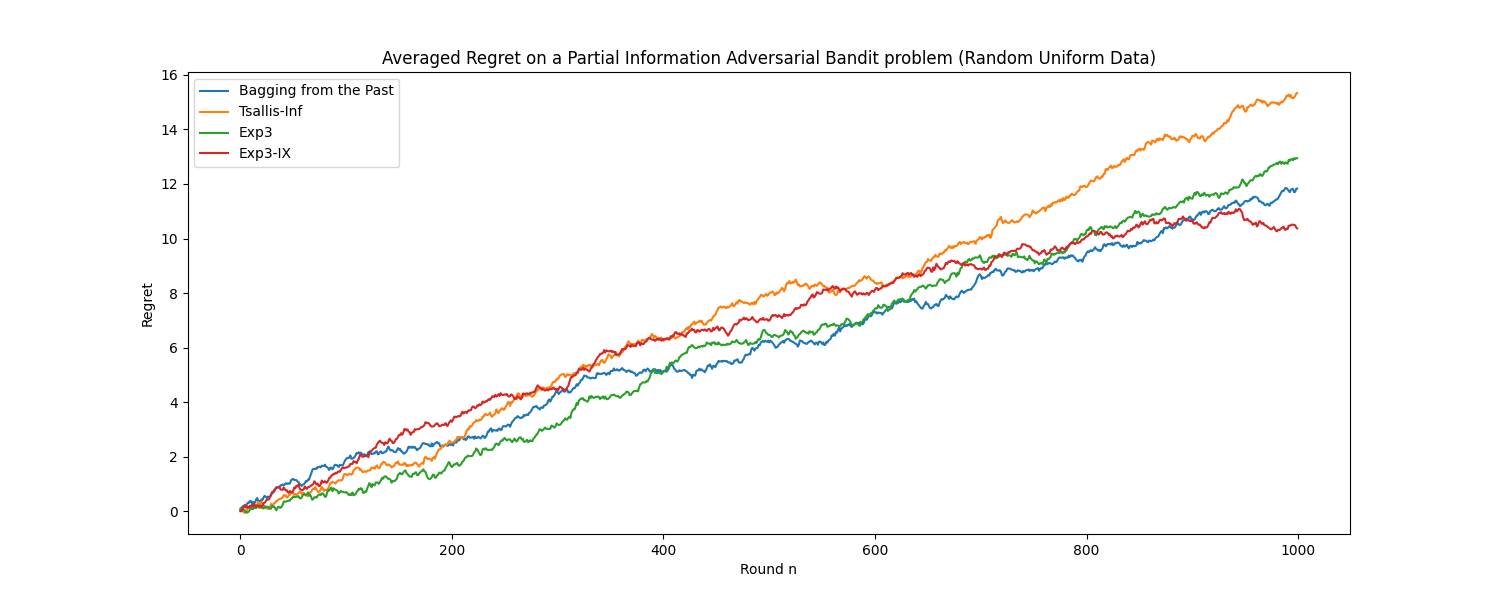 Averaged Regret on a Partial Information Adversarial Bandit problem (Random Uniform Data)
Bagging from the Past
Tsallis-Inf
Exp3
Exp3-IX
Regret
16
14
12
10
8
6
4
2
0
0 200 400 600 800 1000
Round n